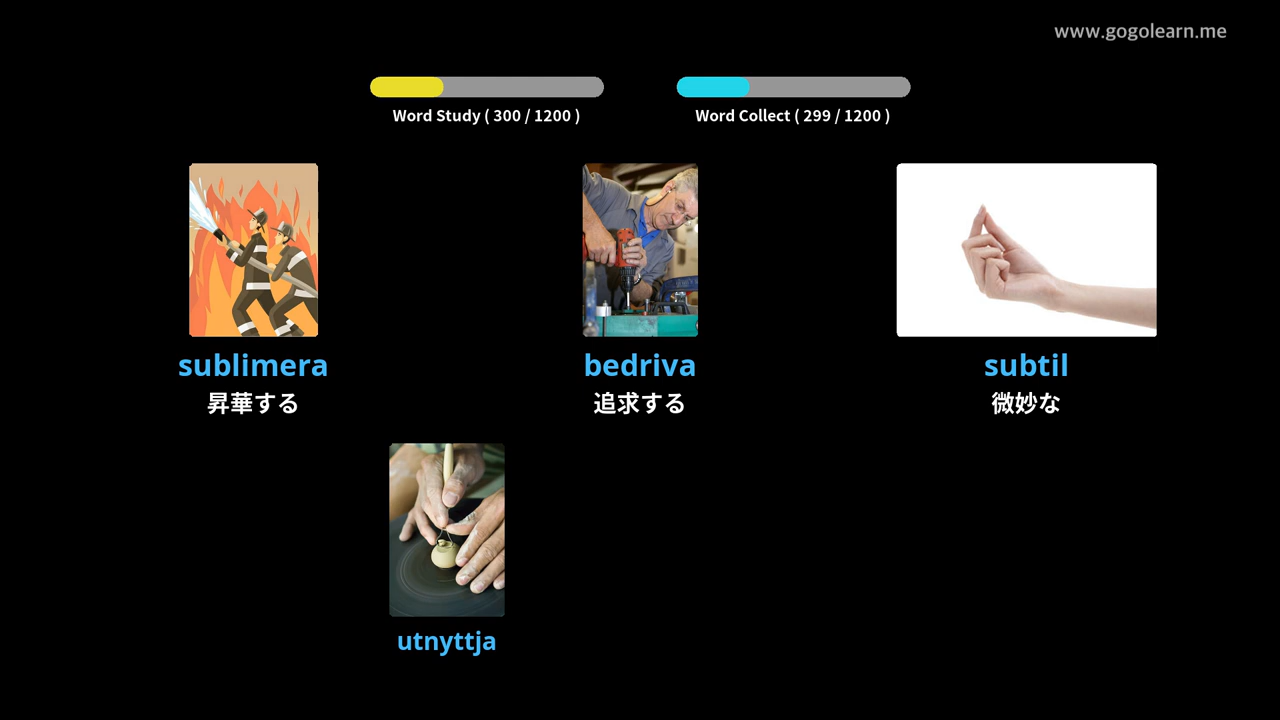 www.gogolearn.me
Word Study ( 300 / 1200 )
Word Collect ( 299 / 1200 )
sublimera
昇華する
bedriva
追求する
subtil
微妙な
utnyttja